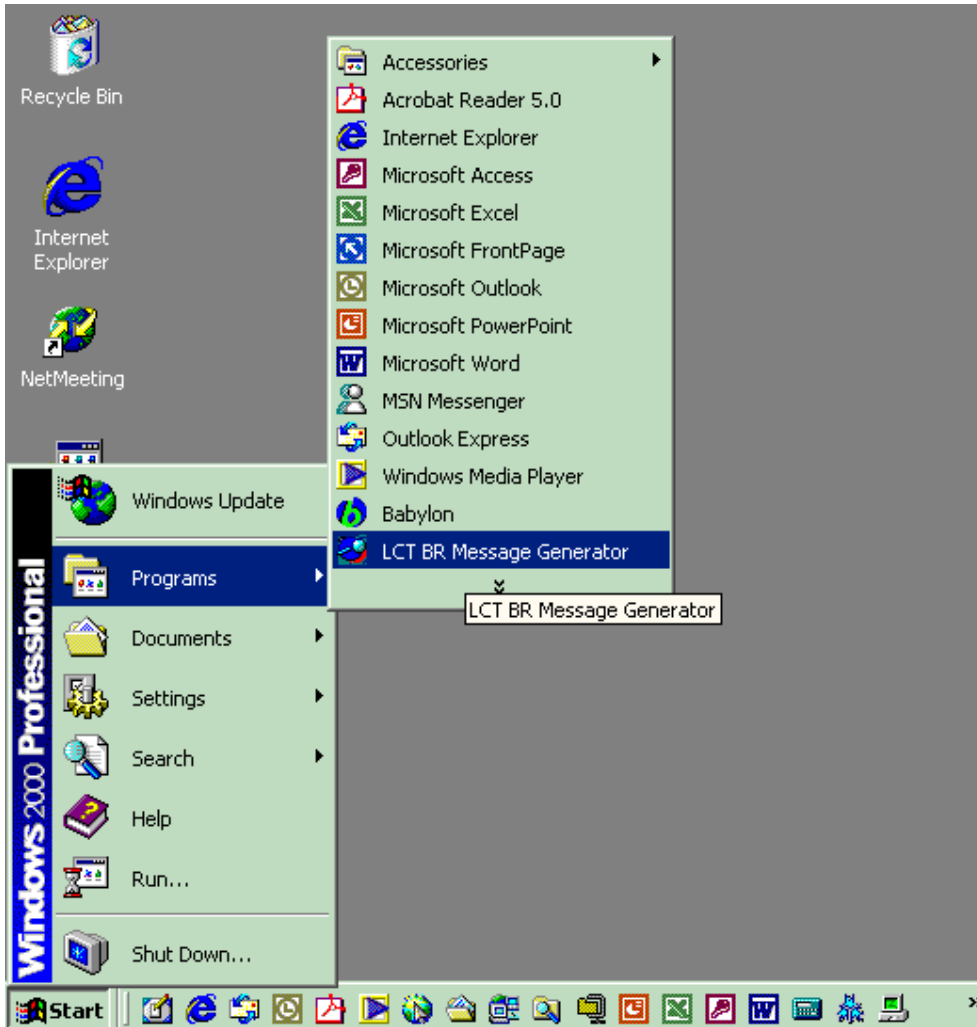 Recycle Bin
Internet
Explorer
NetMeeting
Accessories
Acrobat Reader 5.0
Internet Explorer
Microsoft Access
Microsoft Excel
Microsoft FrontPage
Microsoft Outlook
Microsoft PowerPoint
Microsoft Word
MSN Messenger
Outlook Express
Windows Media Player
Babylon
LCT BR Message Generator
LCT BR Message Generator
Windows 2000 Professional
Windows Update
Programs
Documents
Settings
Search
Help
Run...
Shut Down...
Start